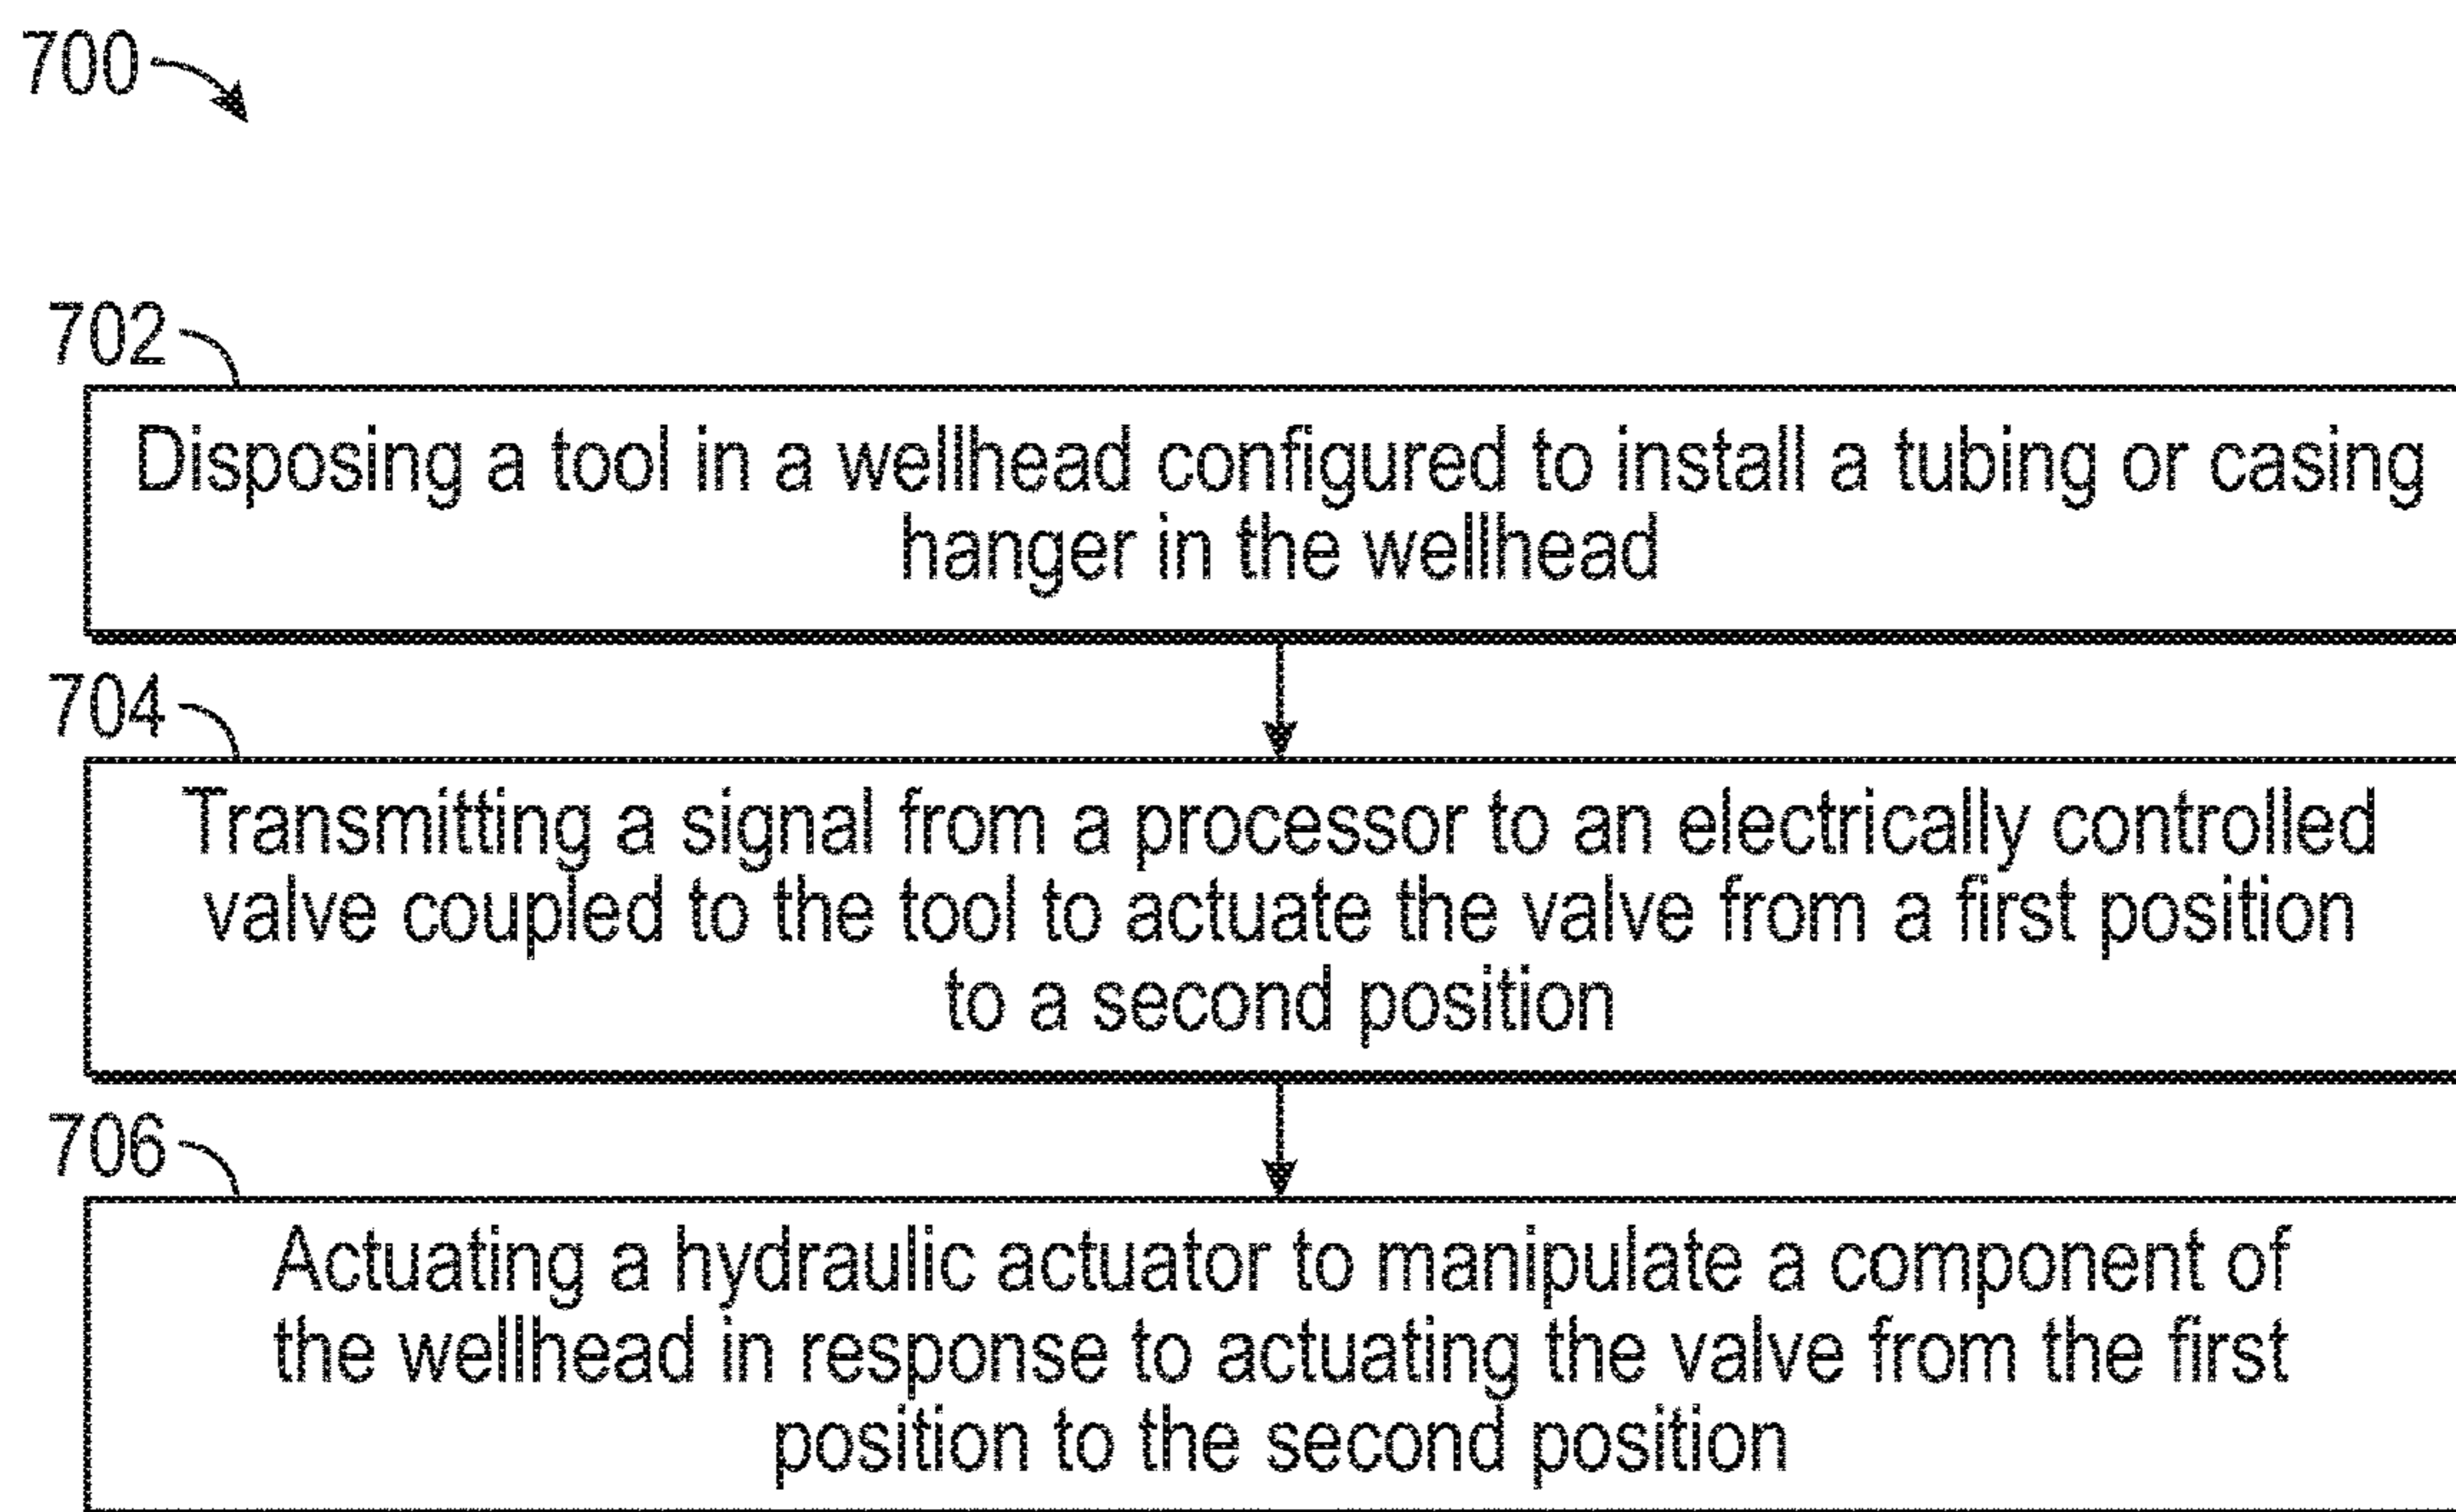 700
702
Disposing a tool in a wellhead configured to install a tubing or casing
hanger in the wellhead
704
Transmitting a signal from a processor to an electrically controlled
valve coupled to the tool to actuate the valve from a first position
to a second position
706
Actuating a hydraulic actuator to manipulate a component of
the wellhead in response to actuating the valve from the first
position to the second position